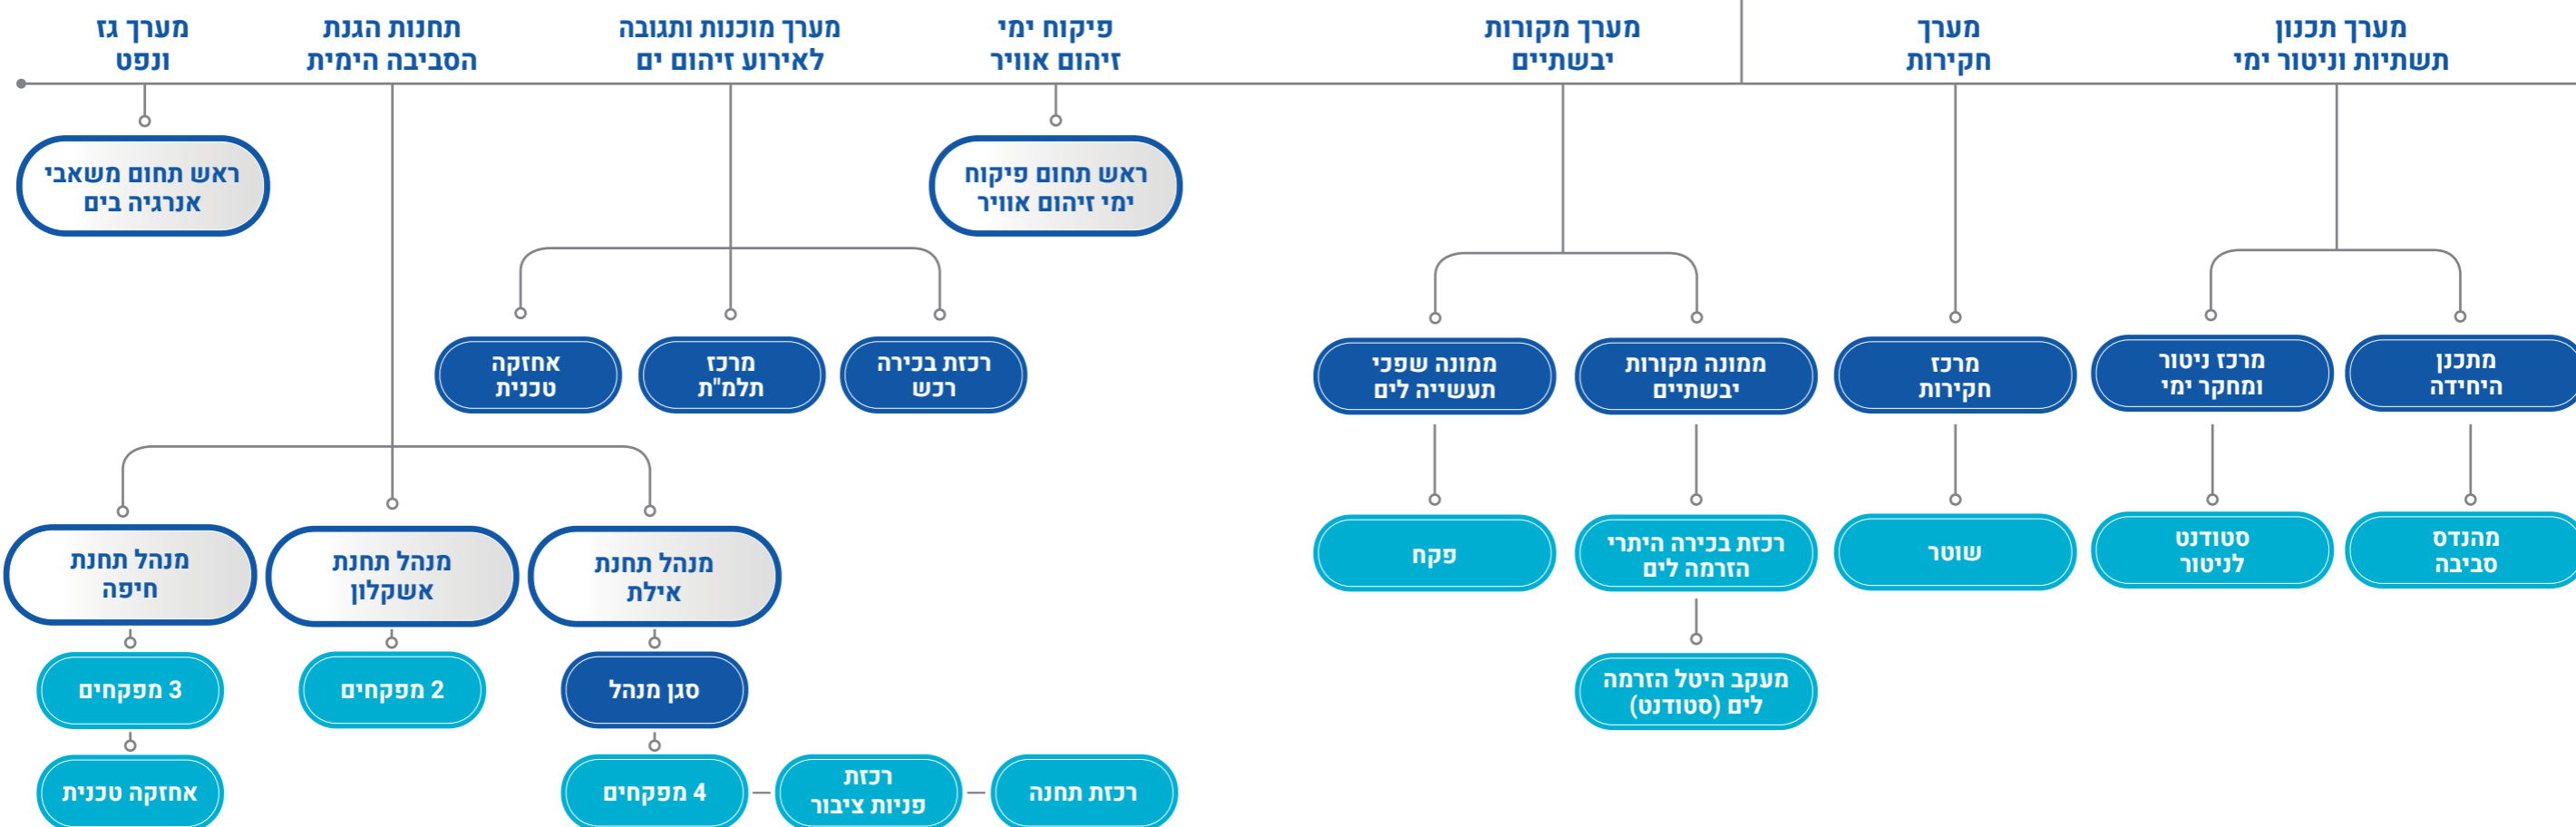 מערך תכנון
תשתיות וניטור ימי
מערך
חקירות
מערך מקורות
יבשתיים
פיקוח ימי
זיהום אוויר
מערך מוכנות ותגובה
לאירוע זיהום ים
תחנות הגנת
הסביבה הימית
מערך גז
ונפט
ראש תחום פיקוח
ימי זיהום אוויר
ראש תחום משאבי
אנרגיה בים
מתכנן
היחידה
מרכז ניטור
ומחקר ימי
מרכז
חקירות
ממונה מקורות
יבשתיים
ממונה שפכי
תעשייה לים
רכזת בכירה
רכש
מרכז
תלמ"ת
אחזקה
טכנית
מהנדס
סביבה
סטודנט
לניטור
שוטר
רכזת בכירה היתרי
הזרמה לים
פקח
מנהל תחנת
אילת
מנהל תחנת
אשקלון
מנהל תחנת
חיפה
מעקב היטל הזרמה
לים (סטודנט)
סגן מנהל
2 מפקחים
3 מפקחים
רכזת תחנה
רכזת
פניות ציבור
4 מפקחים
אחזקה טכנית